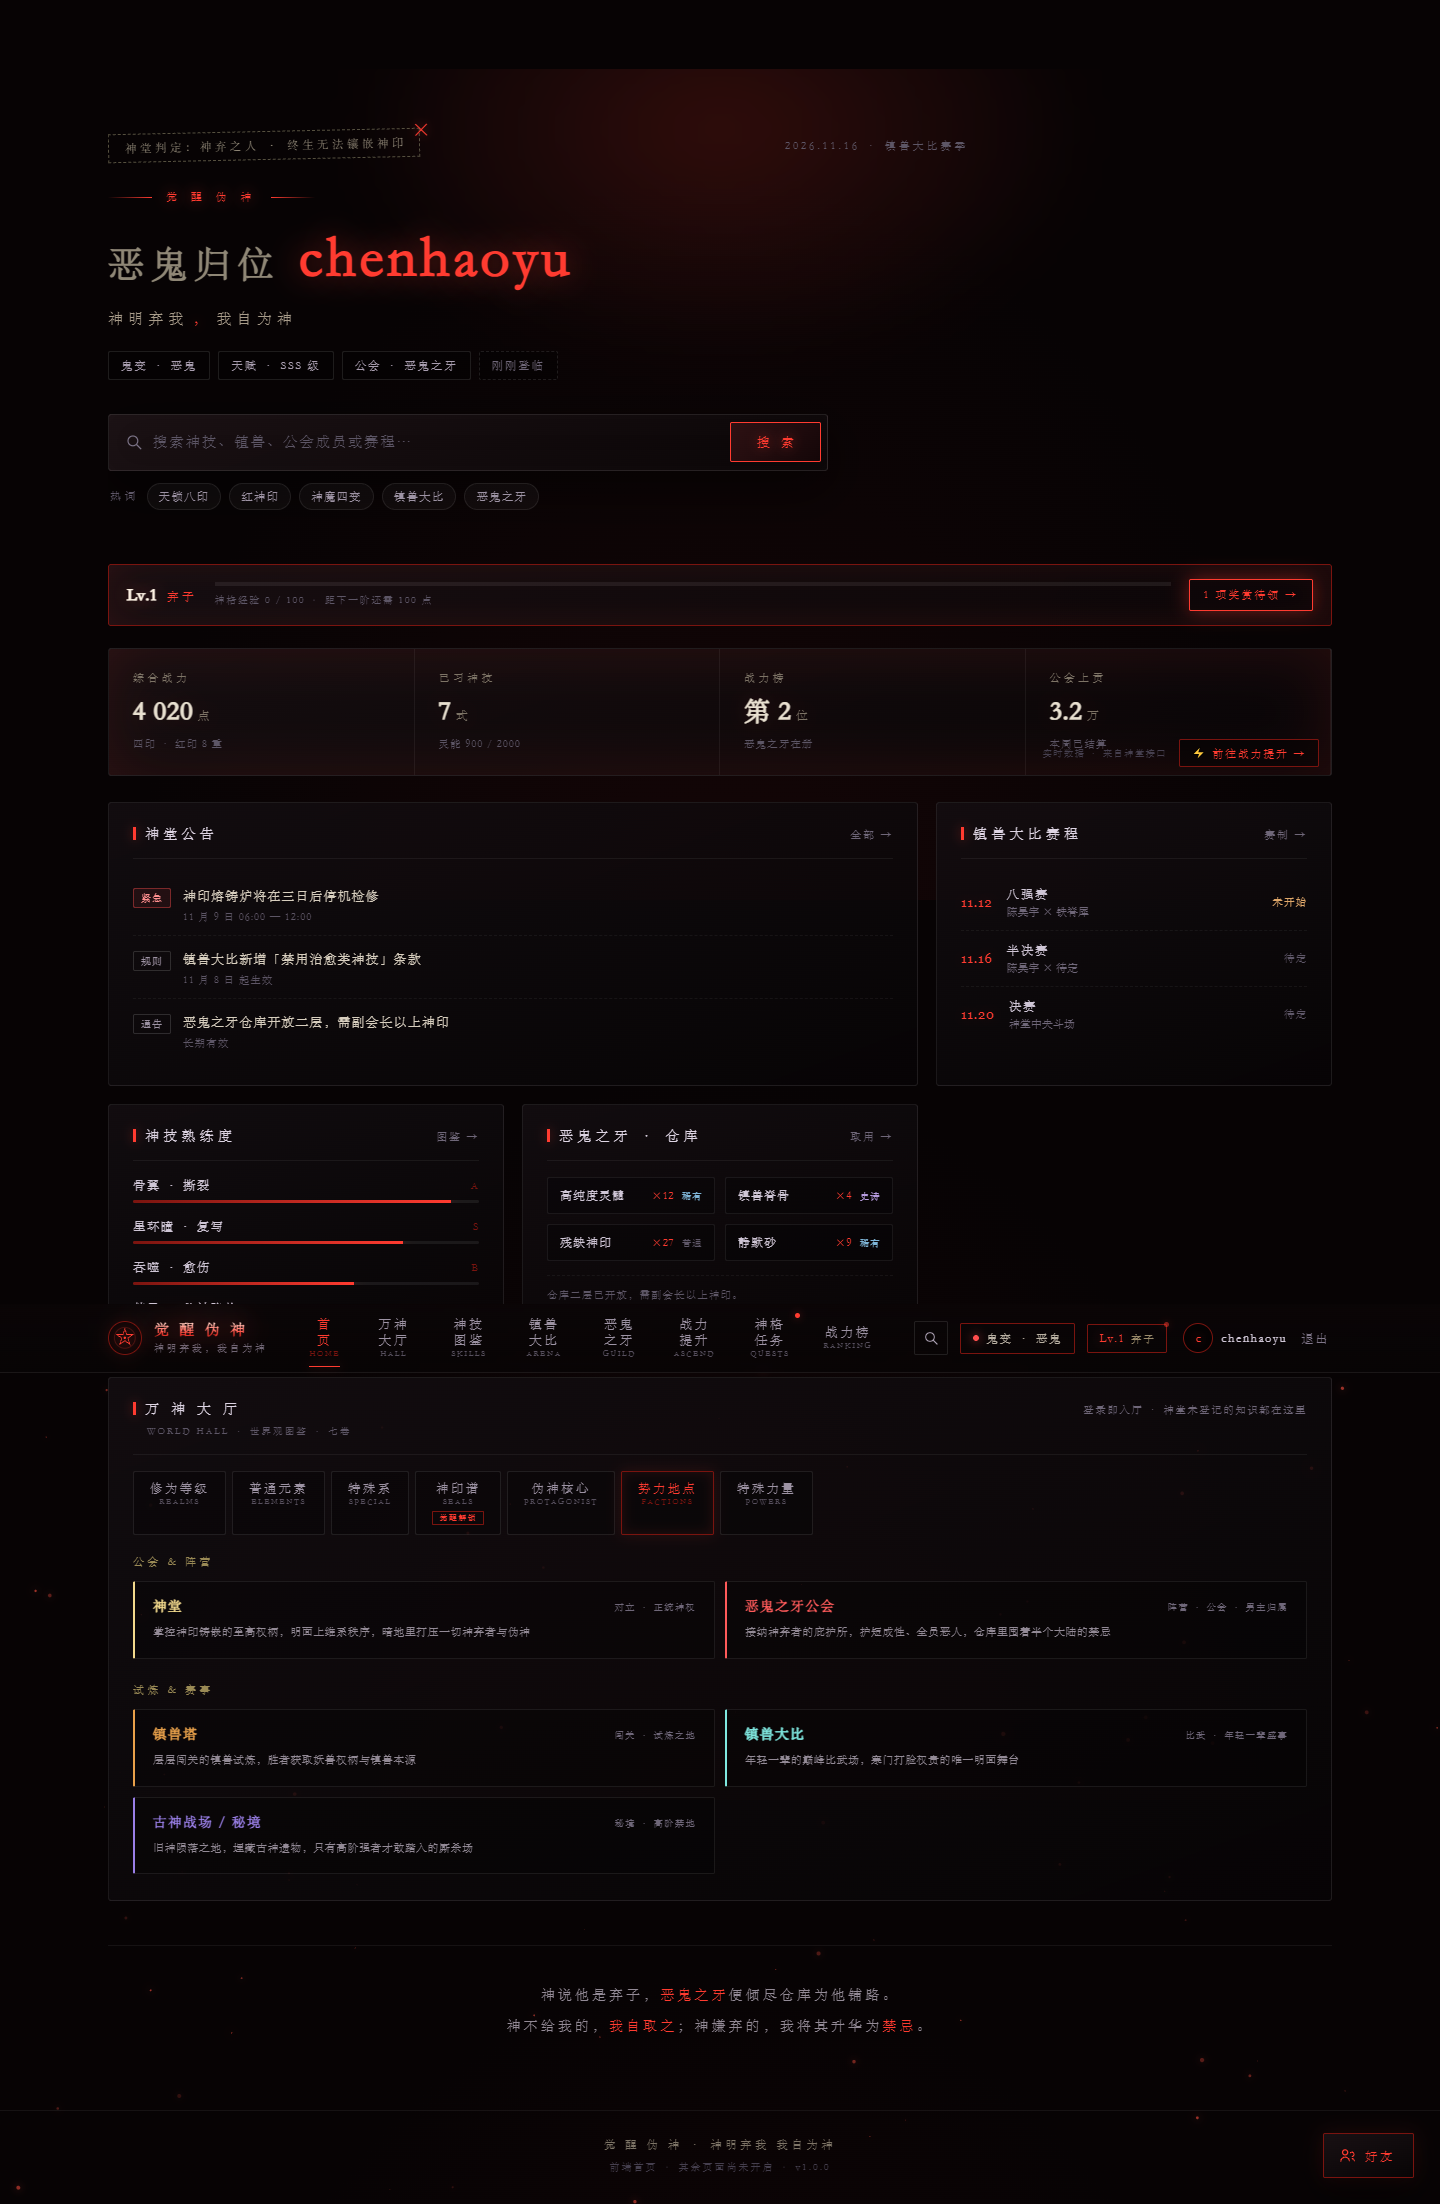 神堂判定：神弃之人 · 终生无法镶嵌神印
2026.11.16 · 镇兽大比赛季
觉醒伪神
恶鬼归位 chenhaoyu
神明弃我，我自为神
鬼变 · 恶鬼
天赋 · SSS 级
公会 · 恶鬼之牙
刚刚登临
搜索神技、镇兽、公会成员或赛程…
搜 索
热词
天锁八印
红神印
神魔四变
镇兽大比
恶鬼之牙
Lv.1 弃子
神格经验 0 / 100 · 距下一阶还需 100 点
1 项奖赏待领 →
综合战力
4 020 点
四印 · 红印 8 重
已习神技
7 式
灵能 900 / 2000
战力榜
第 2 位
恶鬼之牙在册
公会上贡
3.2 万
本周已结算
实时数据 · 来自神堂接口
前往战力提升 →
神堂公告
全部 →
紧急
神印熔铸炉将在三日后停机检修
11 月 9 日 06:00 — 12:00
规则
镇兽大比新增「禁用治愈类神技」条款
11 月 8 日 起生效
通告
恶鬼之牙仓库开放二层，需副会长以上神印
长期有效
镇兽大比赛程
赛制 →
11.12
八强赛
陈昊宇 × 铁脊犀
未开始
11.16
半决赛
陈昊宇 × 待定
待定
11.20
决赛
神堂中央斗场
待定
神技熟练度
图鉴 →
骨翼 · 撕裂
A
星环瞳 · 复写
S
吞噬 · 愈伤
B
恶鬼之牙 · 仓库
取用 →
高纯度灵髓 ×12 稀有
镇兽脊骨 ×4 史诗
残缺神印 ×27 普通
静默砂 ×9 稀有
仓库二层已开放，需副会长以上神印。
觉醒伪神
神明弃我，我自为神
首页
HOME
万神大厅
HALL
神技图鉴
SKILLS
镇兽大比
ARENA
恶鬼之牙
GUILD
战力提升
ASCEND
神格任务
QUESTS
战力榜
RANKING
鬼变 · 恶鬼
Lv.1 弃子
c
chenhaoyu
退出
万神大厅
WORLD HALL · 世界观图鉴 · 七卷
登录即入厅 · 神堂未登记的知识都在这里
修为等级
REALMS
普通元素
ELEMENTS
特殊系
SPECIAL
神印谱
SEALS
觉醒解锁
伪神核心
PROTAGONIST
势力地点
FACTIONS
特殊力量
POWERS
公会 & 阵营
神堂
对立 · 正统神权
掌控神印铸嵌的至高权柄，明面上维系秩序，暗地里打压一切神弃者与伪神
恶鬼之牙公会
阵营 · 公会 · 男主归属
接纳神弃者的庇护所，护短成性、全员恶人，仓库里囤着半个大陆的禁忌
试炼 & 赛事
镇兽塔
闯关 · 试炼之地
层层闯关的镇兽试炼，胜者获取妖兽权柄与镇兽本源
镇兽大比
比武 · 年轻一辈盛事
年轻一辈的巅峰比武场，寒门打脸权贵的唯一明面舞台
古神战场 / 秘境
秘境 · 高阶禁地
旧神陨落之地，埋藏古神遗物，只有高阶强者才敢踏入的厮杀场
神说他是弃子，恶鬼之牙便倾尽仓库为他铺路。
神不给我的，我自取之；神嫌弃的，我将其升华为禁忌。
觉 醒 伪 神 · 神明弃我 我自为神
前端首页 · 其余页面尚未开启 · v1.0.0
好友